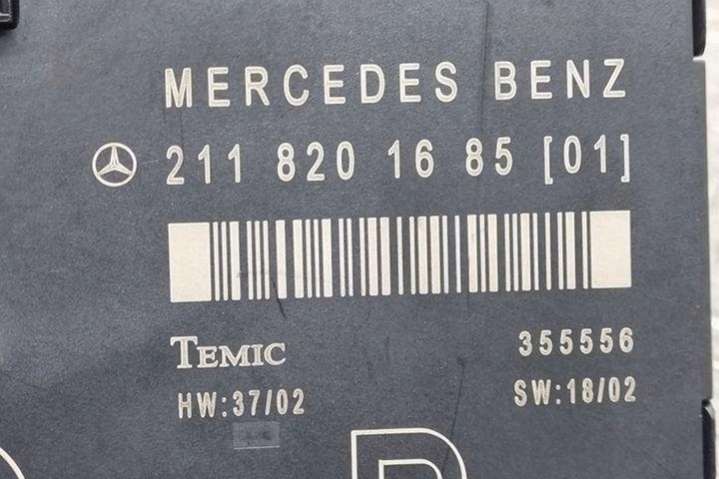 MERCEDES BENZ
211 820 16 85 [01]
TEMIC 355556
HW:37/02 SW:18/02